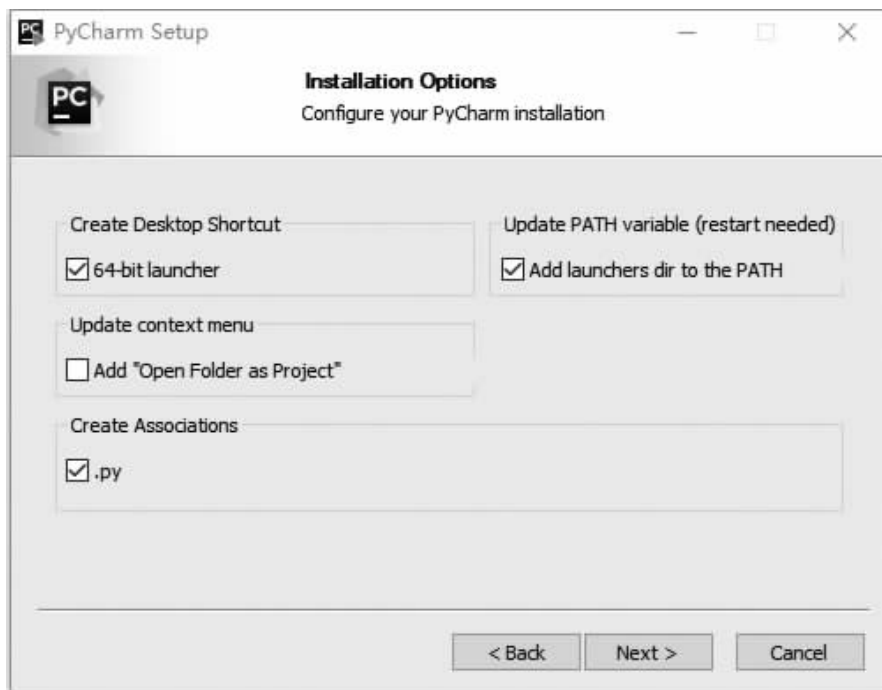 PC PyCharm Setup
PC
Installation Options
Configure your PyCharm installation
Create Desktop Shortcut
64-bit launcher
Update PATH variable (restart needed)
Add launchers dir to the PATH
Update context menu
Add "Open Folder as Project"
Create Associations
.py
< Back
Next >
Cancel